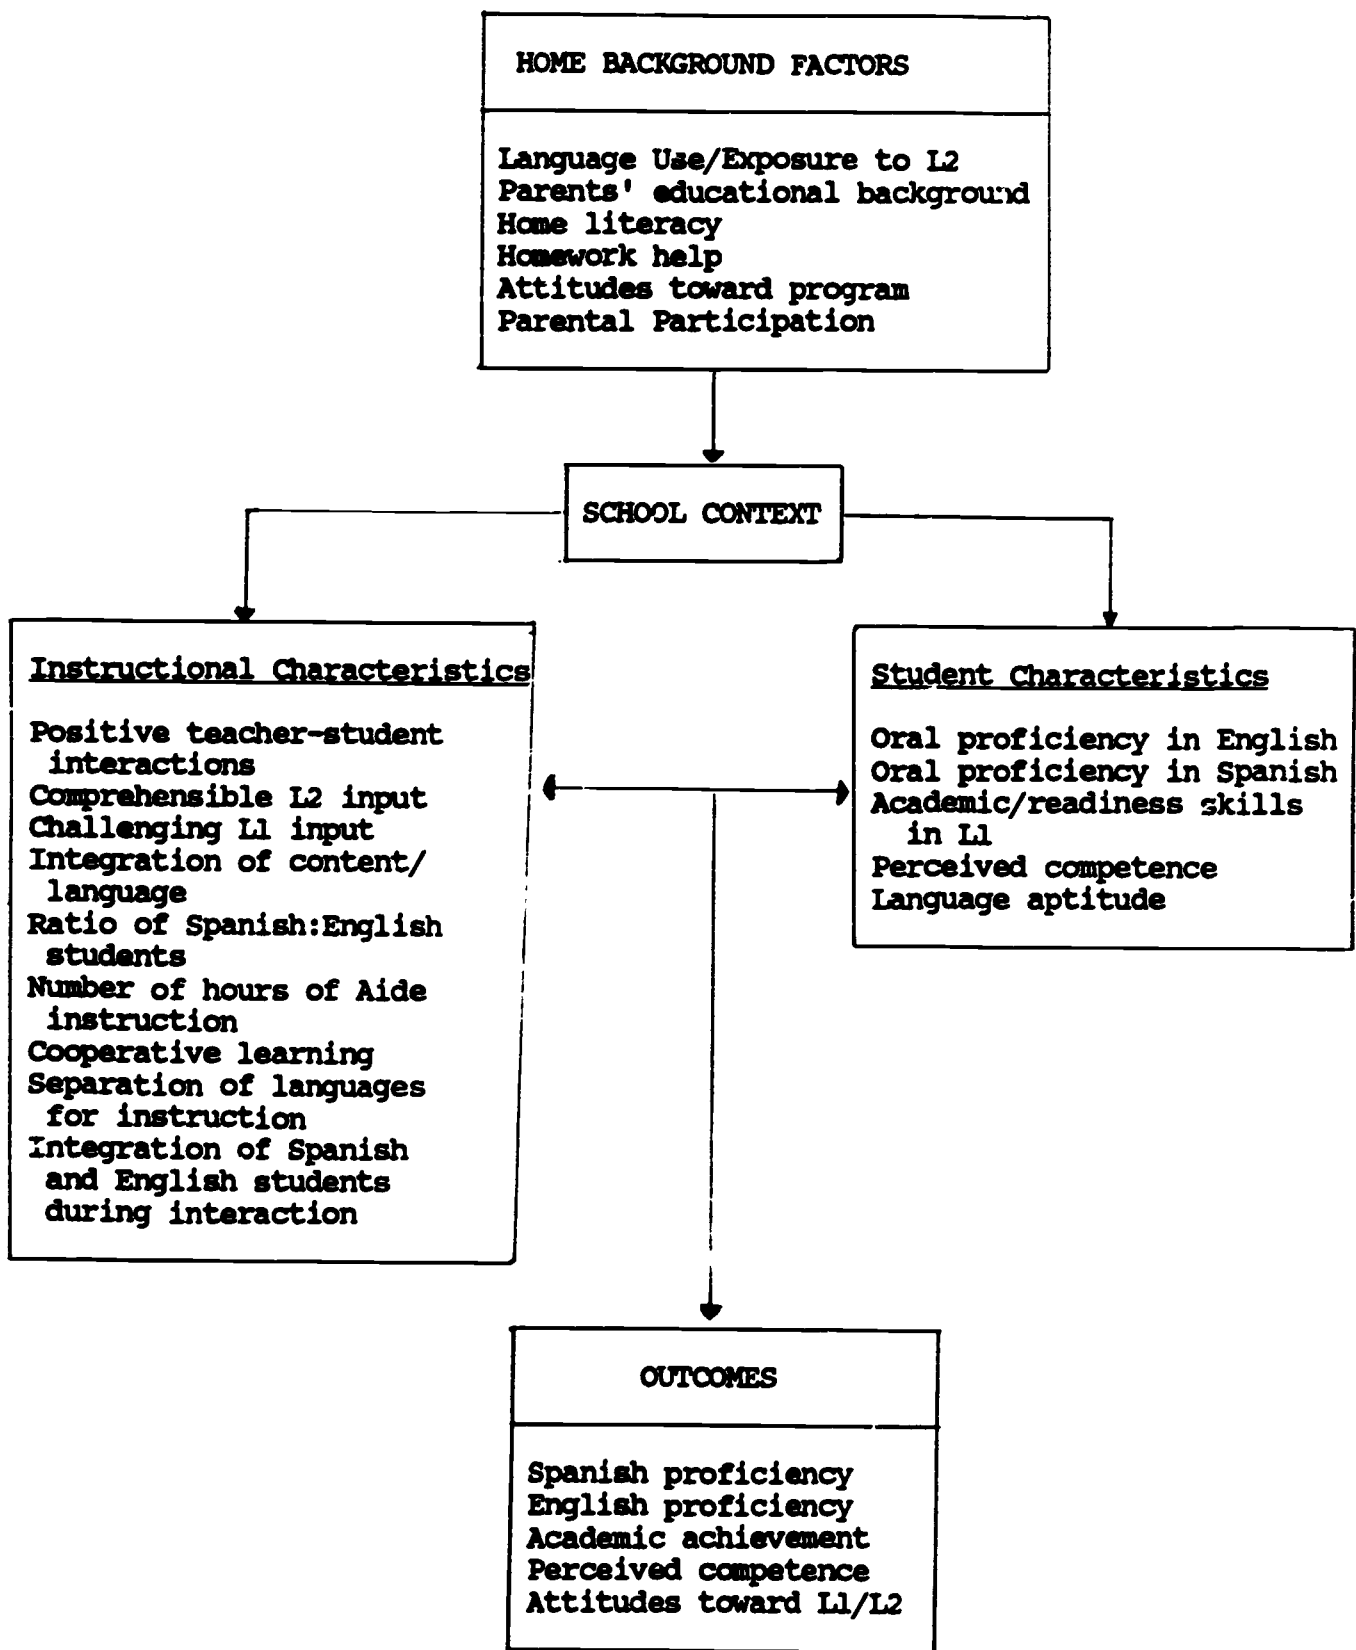 HOME BACKGROUND FACTORS
Language Use/Exposure to L2
Parents' educational background
Home literacy
Homework help
Attitudes toward program
Parental Participation
SCHOOL CONTEXT
Instructional Characteristics
Positive teacher-student
interactions
Comprehensible L2 input
Challenging L1 input
Integration of content/
language
Ratio of Spanish:English
students
Number of hours of Aide
instruction
Cooperative learning
Separation of languages
for instruction
Integration of Spanish
and English students
during interaction
Student Characteristics
Oral proficiency in English
Oral proficiency in Spanish
Academic/readiness skills
in L1
Perceived competence
Language aptitude
OUTCOMES
Spanish proficiency
English proficiency
Academic achievement
Perceived competence
Attitudes toward L1/L2